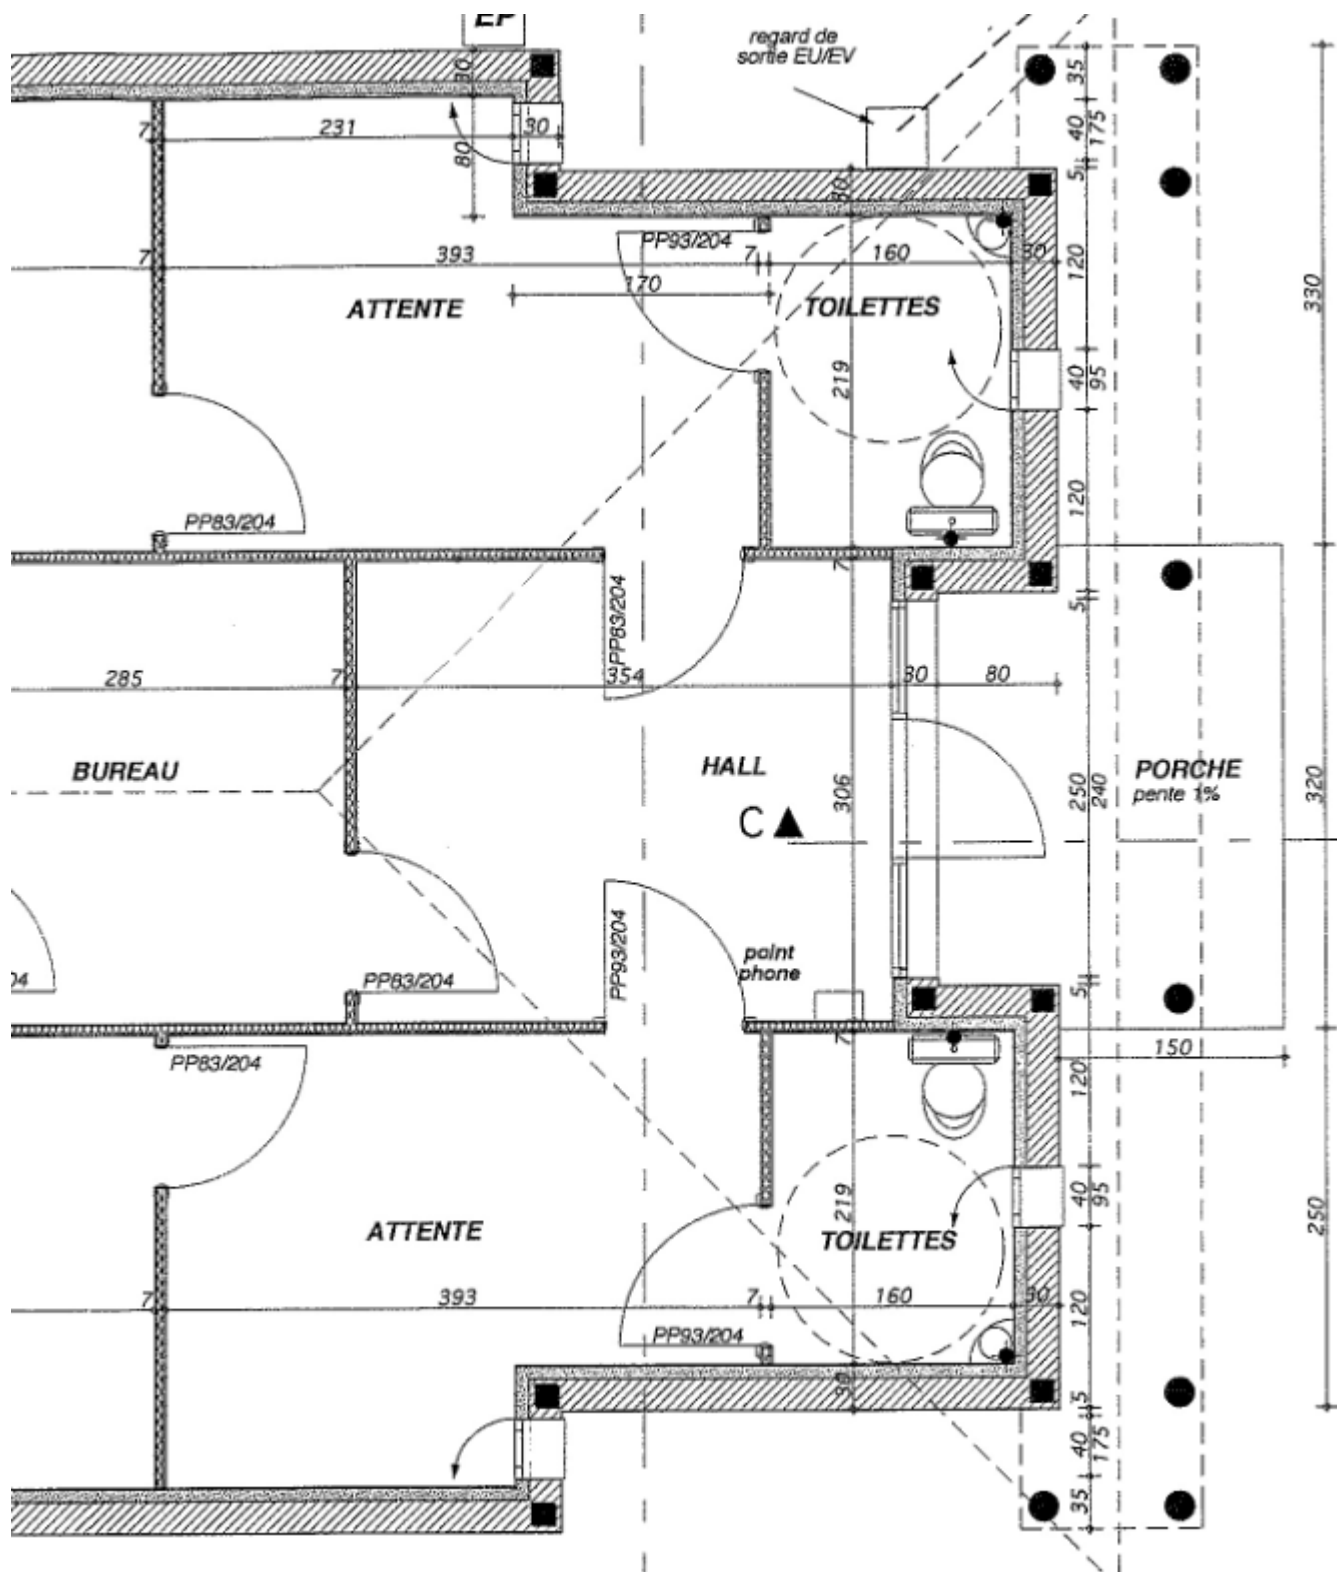 EP
regard de
sortie EU/EV
30
35
7
231
30
40
175
80
5
30
PP93/204
7
393
7
160
30
120
170
330
ATTENTE
TOILETTES
219
40
95
120
PP83/204
7
PP83/204
5
285
7
354
30
80
BUREAU
HALL
PORCHE
pente 1%
306
250
240
320
C
point
phone
PP93/204
04
PP83/204
5
7
150
PP83/204
120
219
40
95
250
ATTENTE
TOILETTES
7
393
7
160
30
120
PP93/204
30
5
40
175
35